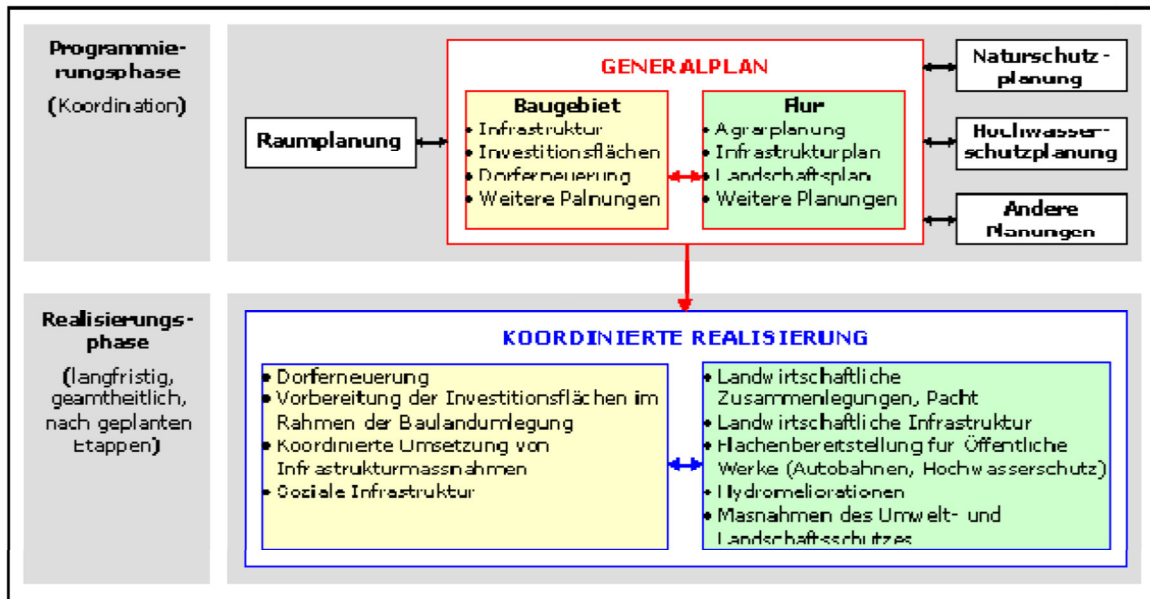 Programmie-
rungsphase
(Koordination)
Raumplanung
GENERALPLAN
Baugebiet
• Infrastruktur
• Investitionsflächen
• Dorferneuerung
• Weitere Palnungen
Flur
• Agrarplanung
• Infrastrukturplan
• Landschaftsplan
• Weitere Planungen
Naturschutz-
planung
Hochwasser-
schutzplanung
Andere
Planungen
Realisierungs-
phase
(langfristig,
geamtheitlich,
nach geplanten
Etappen)
KOORDINIERTE REALISIERUNG
• Dorferneuerung
• Vorbereitung der Investitionsflächen im
Rahmen der Baulandumlegung
• Koordinierte Umsetzung von
Infrastrukturmassnahmen
• Soziale Infrastruktur
• Landwirtschaftliche
Zusammenlegungen, Pacht
• Landwirtschaftliche Infrastruktur
• Flächenbereitstellung für Öffentliche
Werke (Autobahnen, Hochwasserschutz)
• Hydromeliorationen
• Masnahmen des Umwelt- und
Landschaftsschutzes